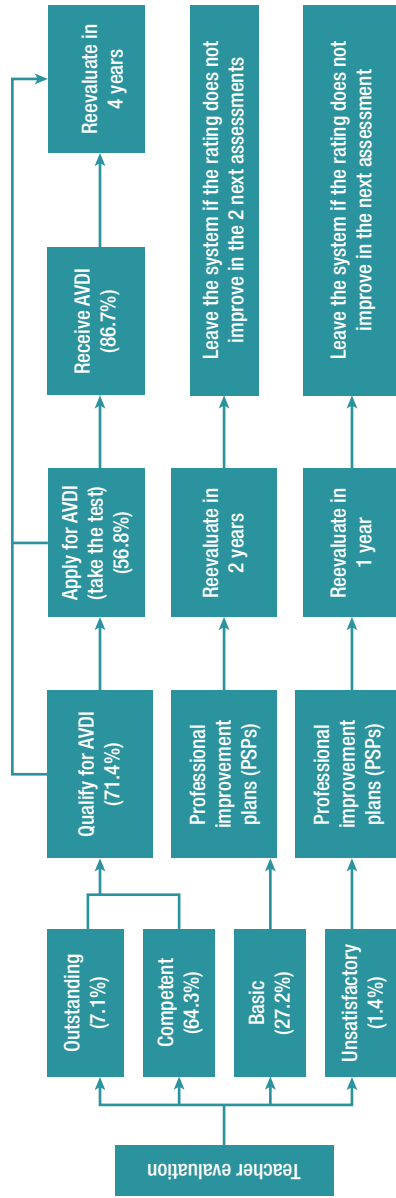 Teacher evaluation
Outstanding
(7.1%)
Competent
(64.3%)
Basic
(27.2%)
Unsatisfactory
(1.4%)
Qualify for AVDI
(71.4%)
Professional
improvement
plans (PSPs)
Professional
improvement
plans (PSPs)
Apply for AVDI
(take the test)
(56.8%)
Reevaluate in
2 years
Reevaluate in
1 year
Receive AVDI
(86.7%)
Leave the system if the rating does not
improve in the 2 next assessments
Leave the system if the rating does not
improve in the next assessment
Reevaluate in
4 years